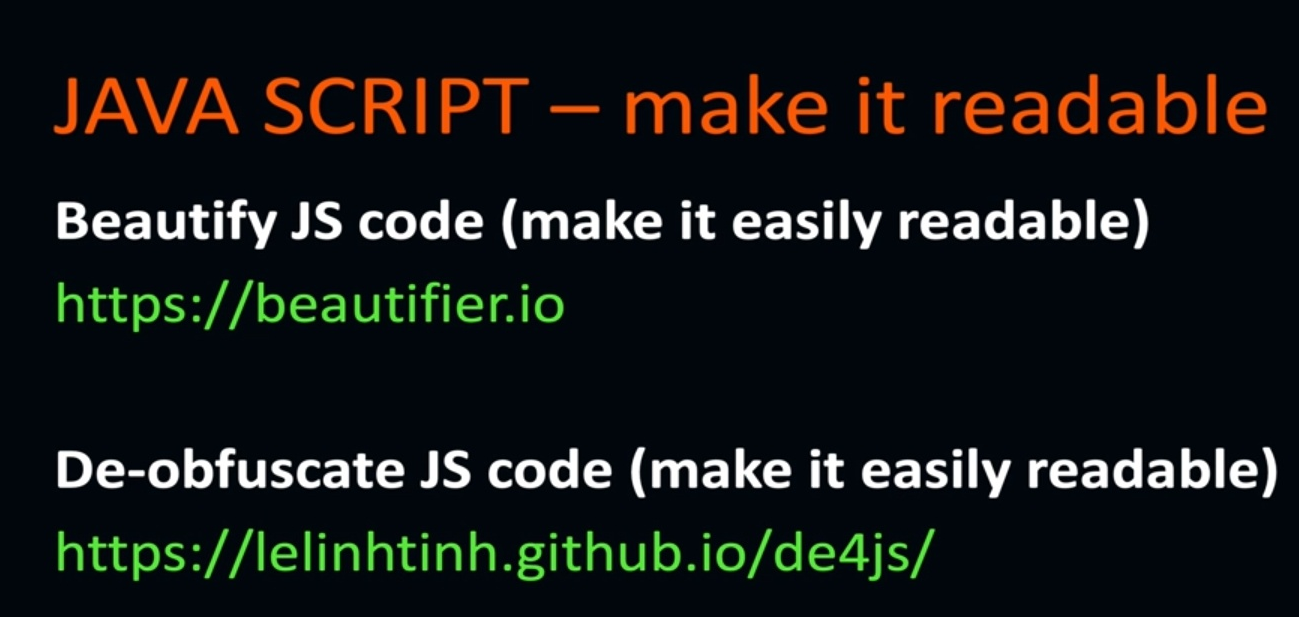 JAVA SCRIPT – make it readable
Beautify JS code (make it easily readable)
https://beautifier.io
De-obfuscate JS code (make it easily readable)
https://lelinhtinh.github.io/de4js/